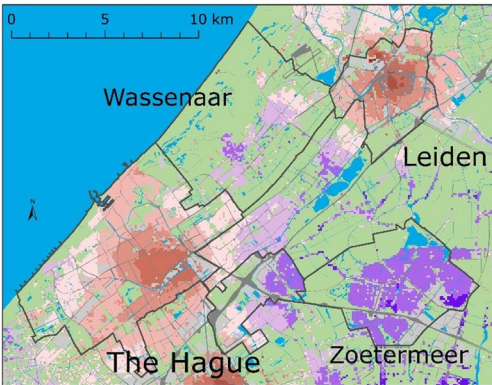 0 5 10 km
Wassenaar
Leiden
N
The Hague
Zoetermeer